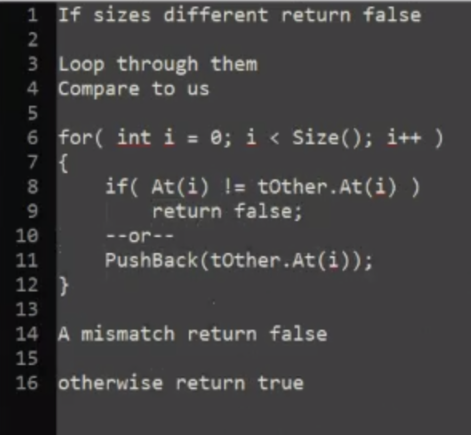 1 If sizes different return false
2
3 Loop through them
4 Compare to us
5
6 for( int i = 0; i < Size(); i++ )
7 {
8     if( At(i) != tOther.At(i) )
9         return false;
10     --or--
11     PushBack(tOther.At(i));
12 }
13
14 A mismatch return false
15
16 otherwise return true